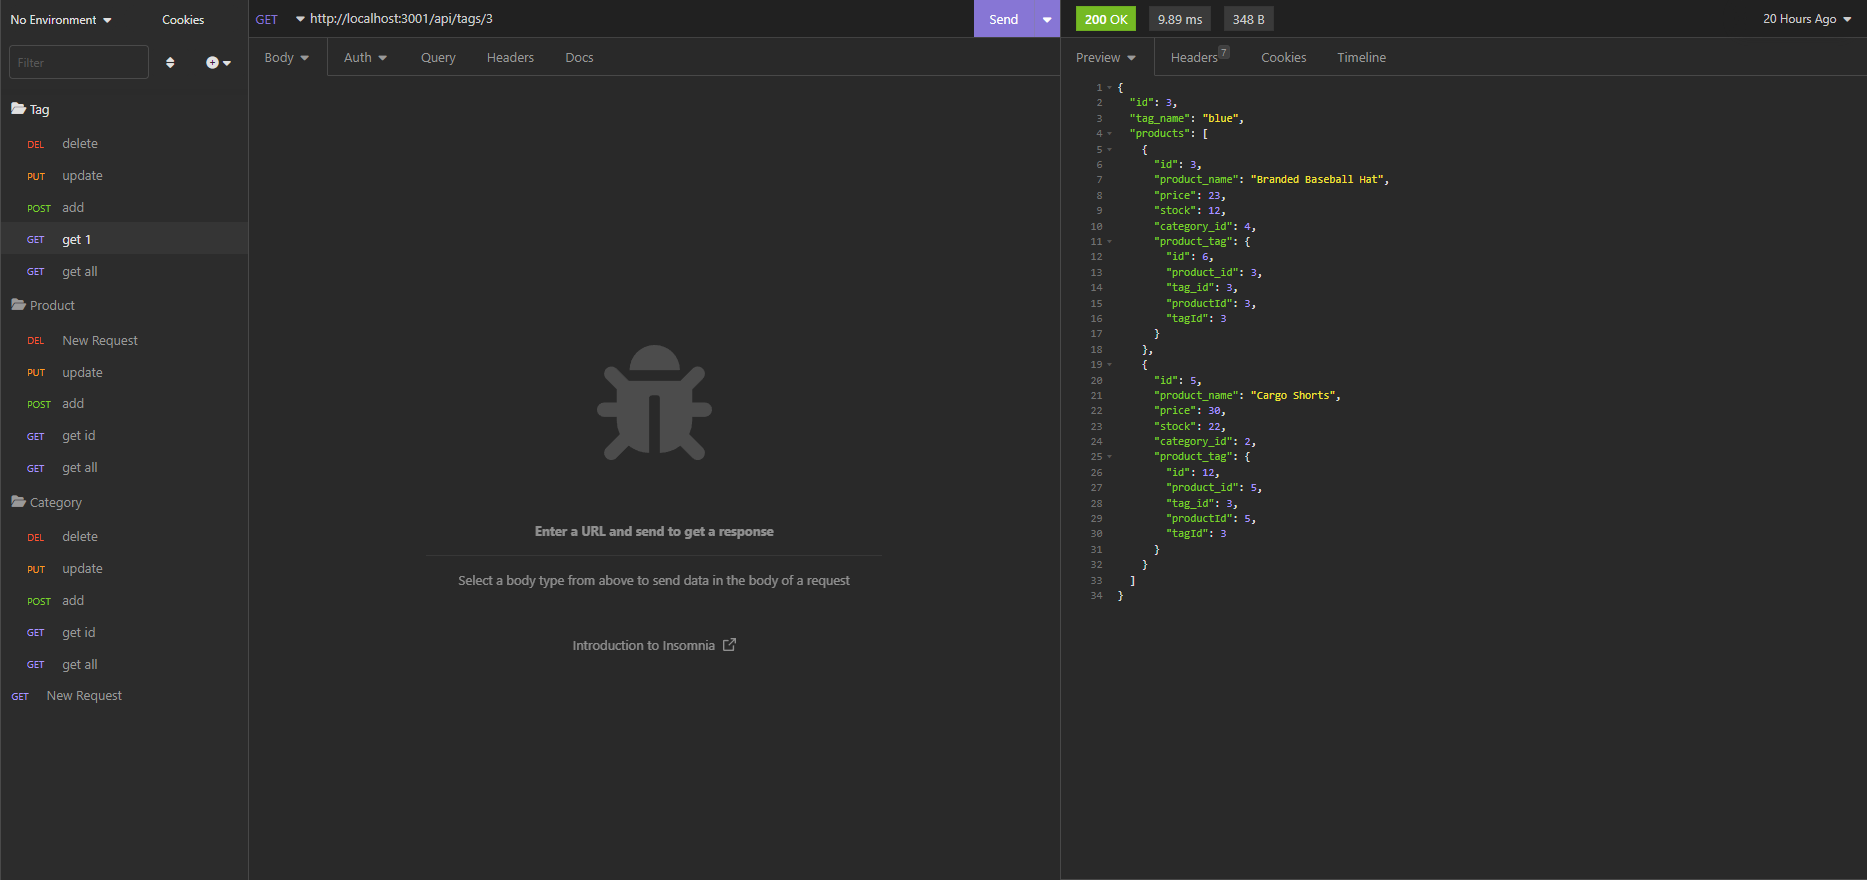 No Environment
Cookies
Filter
Tag
DEL delete
PUT update
POST add
GET get 1
GET get all
Product
DEL New Request
PUT update
POST add
GET get id
GET get all
Category
DEL delete
PUT update
POST add
GET get id
GET get all
GET New Request
GET http://localhost:3001/api/tags/3 Send
Body Auth Query Headers Docs
Enter a URL and send to get a response
Select a body type from above to send data in the body of a request
Introduction to Insomnia
200 OK 9.89 ms 348 B 20 Hours Ago
Preview Headers 7 Cookies Timeline
1 {
2 "id": 3,
3 "tag_name": "blue",
4 "products": [
5 {
6 "id": 3,
7 "product_name": "Branded Baseball Hat",
8 "price": 23,
9 "stock": 12,
10 "category_id": 4,
11 "product_tag": {
12 "id": 6,
13 "product_id": 3,
14 "tag_id": 3,
15 "productId": 3,
16 "tagId": 3
17 }
18 },
19 {
20 "id": 5,
21 "product_name": "Cargo Shorts",
22 "price": 30,
23 "stock": 22,
24 "category_id": 2,
25 "product_tag": {
26 "id": 12,
27 "product_id": 5,
28 "tag_id": 3,
29 "productId": 5,
30 "tagId": 3
31 }
32 }
33 ]
34 }